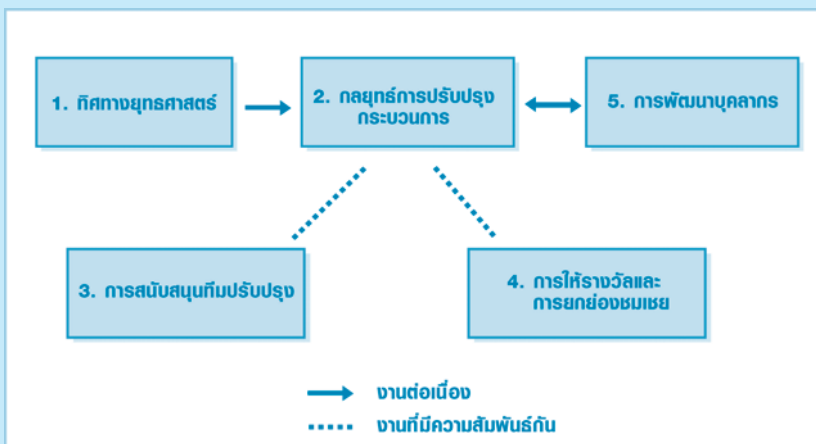 1. ทิศทางยุทธศาสตร์
2. กลยุทธ์การปรับปรุง
กระบวนการ
5. การพัฒนาบุคลากร
3. การสนับสนุนทีมปรับปรุง
4. การให้รางวัลและ
การยกย่องชมเชย
งานต่อเนื่อง
งานที่มีความสัมพันธ์กัน